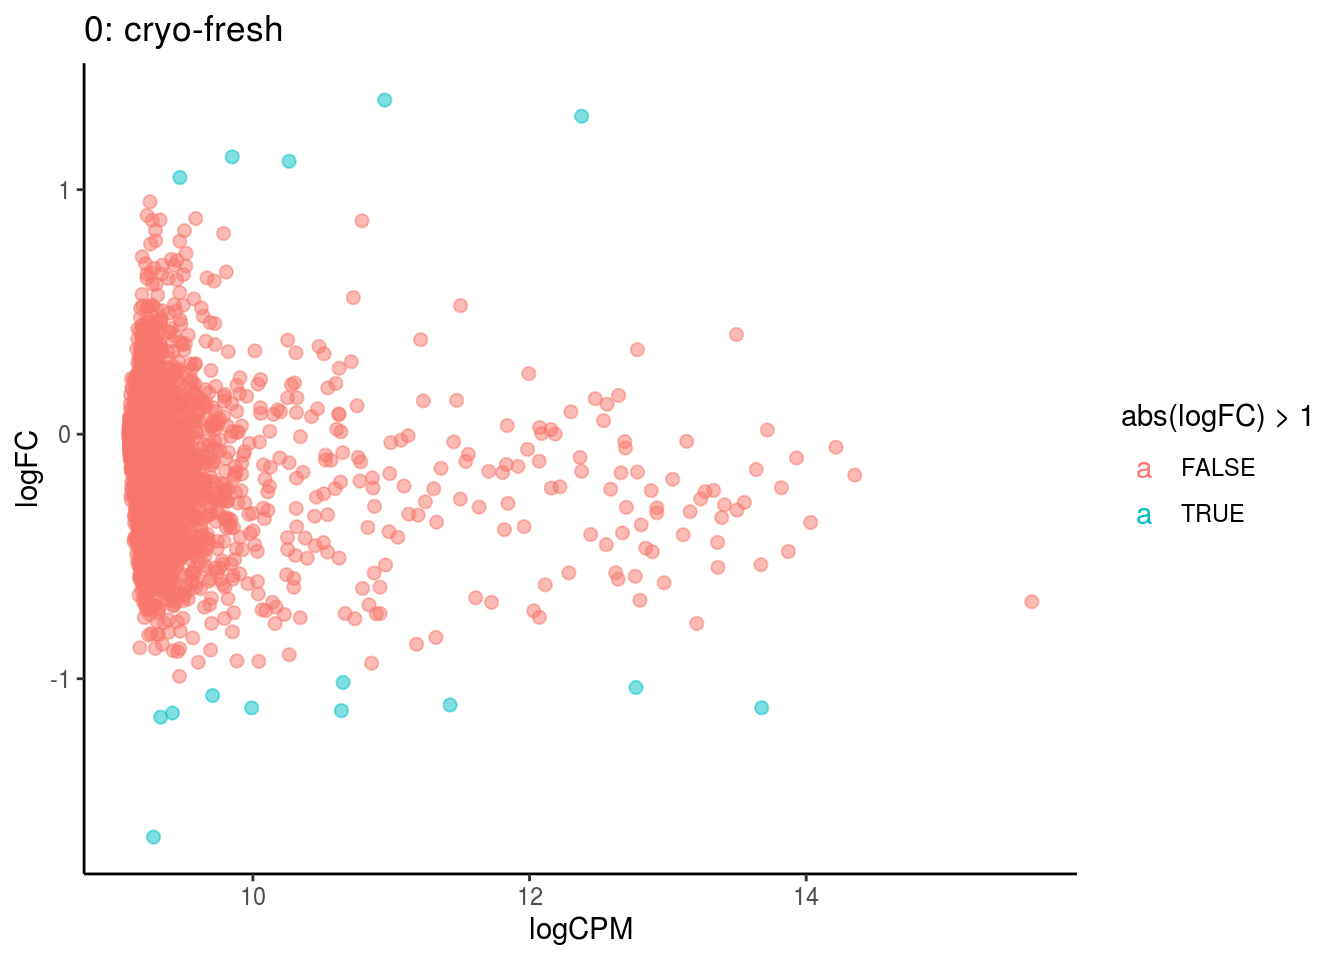 0: cryo-fresh
1
0
-1
logFC
10 12 14
logCPM
abs(logFC) > 1
a FALSE
a TRUE